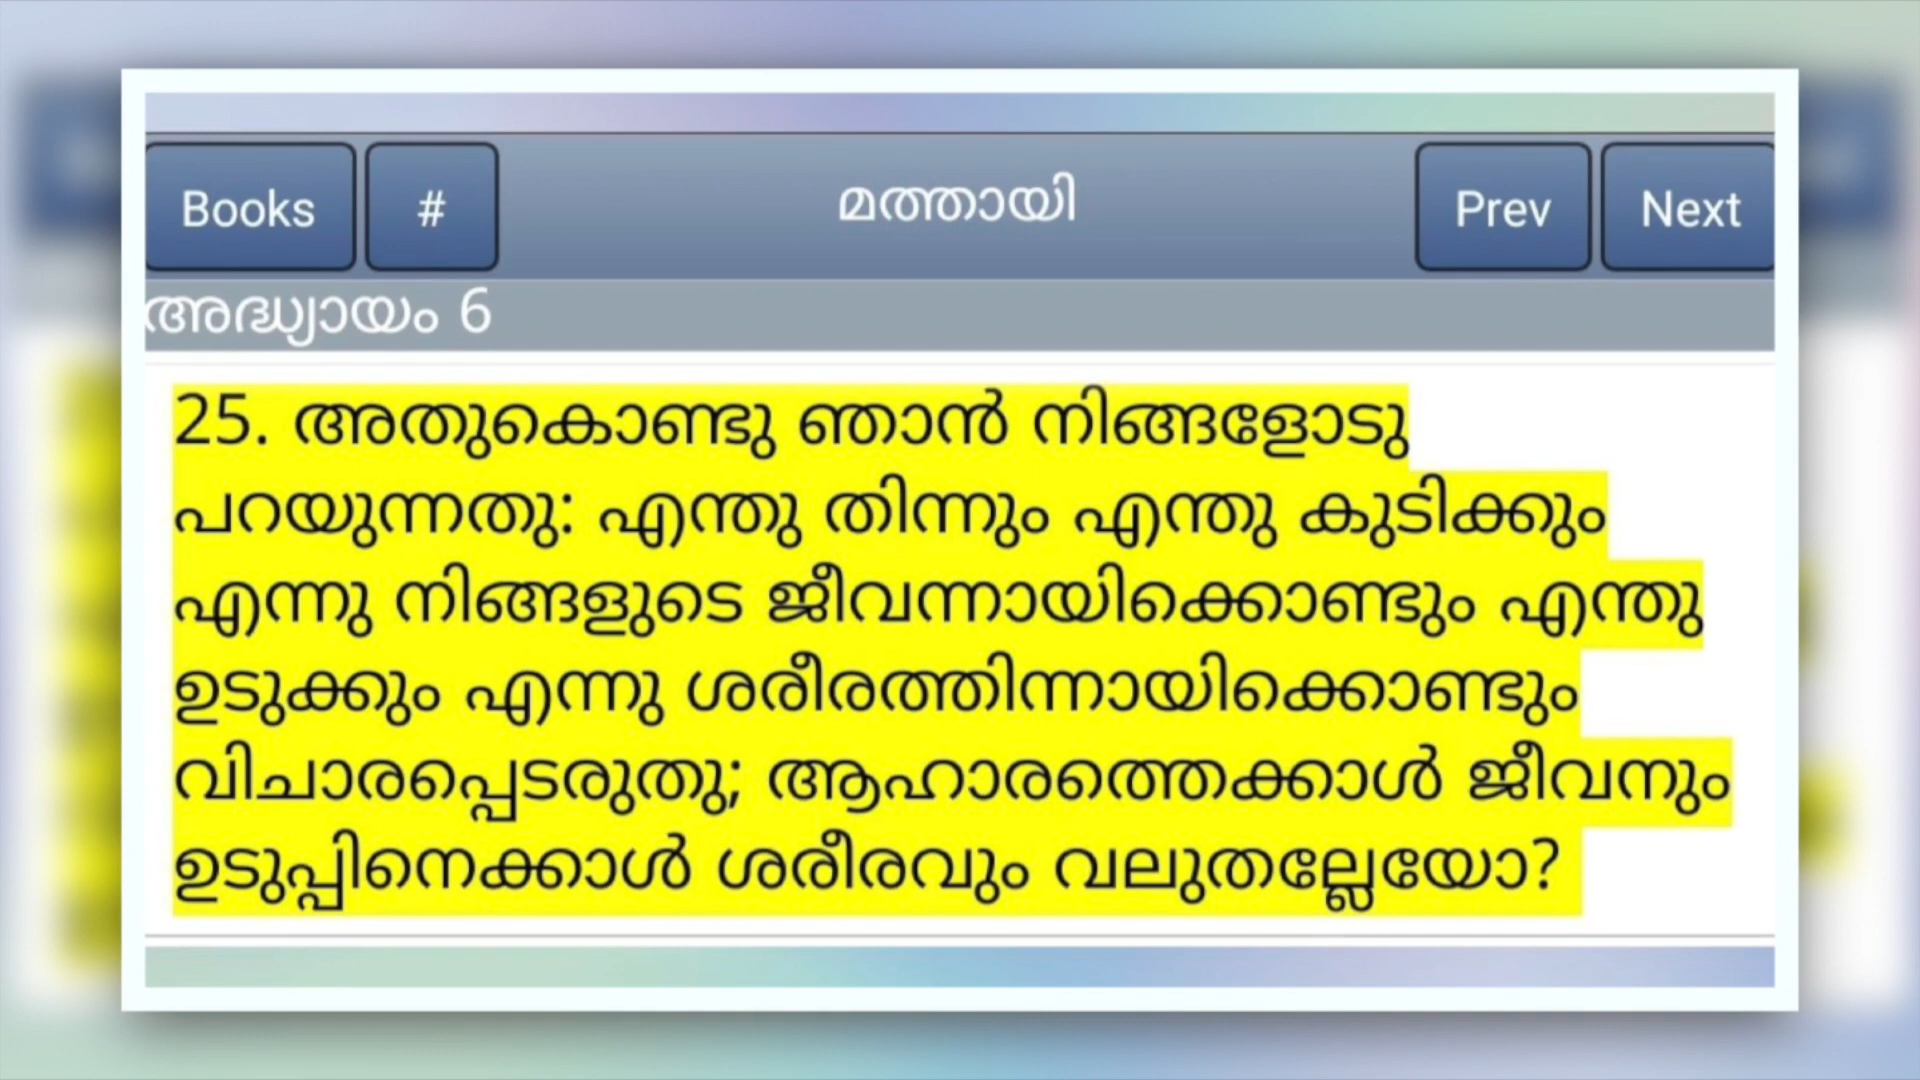 Books # മത്തായി Prev Next
അദ്ധ്യായം 6
25. അതുകൊണ്ടു ഞാൻ നിങ്ങളോടു
പറയുന്നതു: എന്തു തിന്നും എന്തു കുടിക്കും
എന്നു നിങ്ങളുടെ ജീവന്നായിക്കൊണ്ടും എന്തു
ഉടുക്കും എന്നു ശരീരത്തിന്നായിക്കൊണ്ടും
വിചാരപ്പെടരുതു; ആഹാരത്തെക്കാൾ ജീവനും
ഉടുപ്പിനെക്കാൾ ശരീരവും വലുതല്ലേയോ?